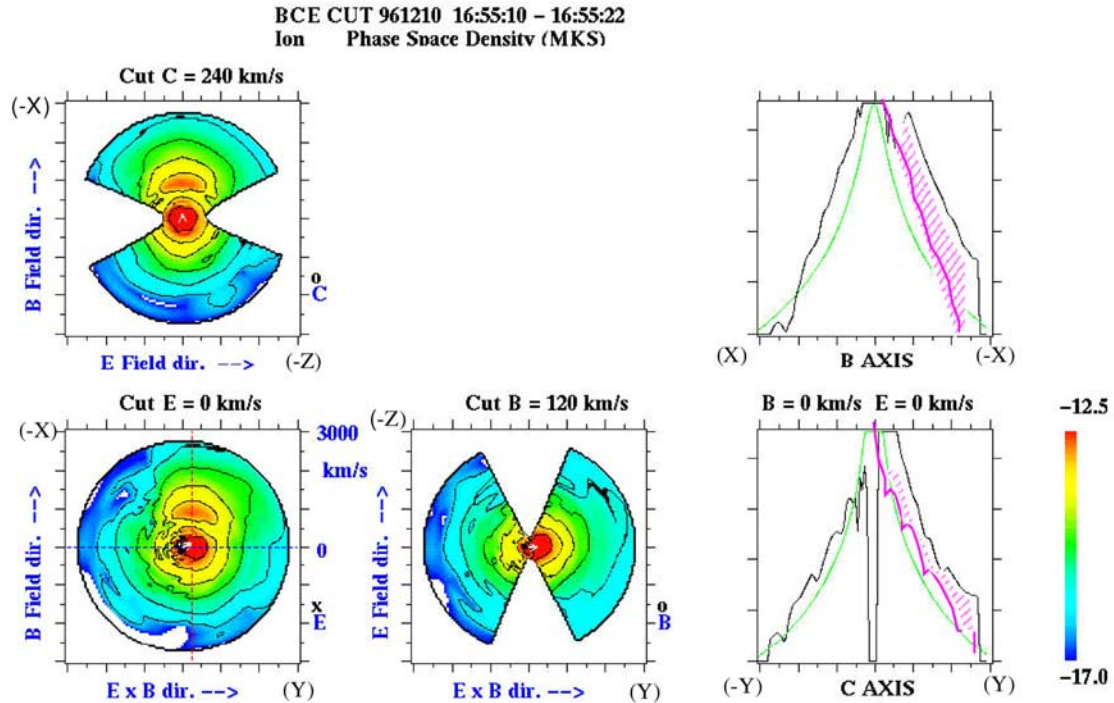 BCE CUT 961210 16:55:10 – 16:55:22
Ion Phase Space Density (MKS)
Cut C = 240 km/s
(-X)
B Field dir. -->
o
C
E Field dir. -->
(-Z)
(X)
B AXIS
(-X)
Cut E = 0 km/s
(-X)
B Field dir. -->
3000
km/s
0
x
E
E x B dir. -->
(Y)
Cut B = 120 km/s
(-Z)
E Field dir. -->
o
B
E x B dir. -->
(Y)
B = 0 km/s E = 0 km/s
(-Y)
C AXIS
(Y)
−12.5
−17.0